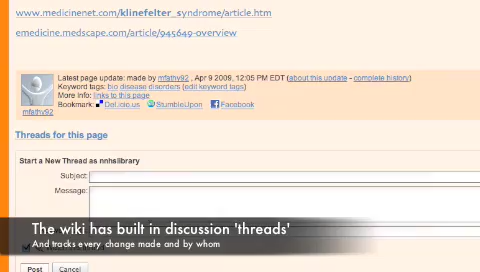 www.medicinenet.com/klinefelter_syndrome/article.htm
emedicine.medscape.com/article/945649-overview
Latest page update: made by mfathy92 , Apr 9 2009, 12:05 PM EDT (about this update - complete history)
Keyword tags: bio disease disorders (edit keyword tags)
More Info: links to this page
Bookmark: Del.icio.us StumbleUpon Facebook
mfathy92
Threads for this page
Start a New Thread as nnhslibrary
Subject:
Message:
The wiki has built in discussion 'threads'
And tracks every change made and by whom
Post Cancel